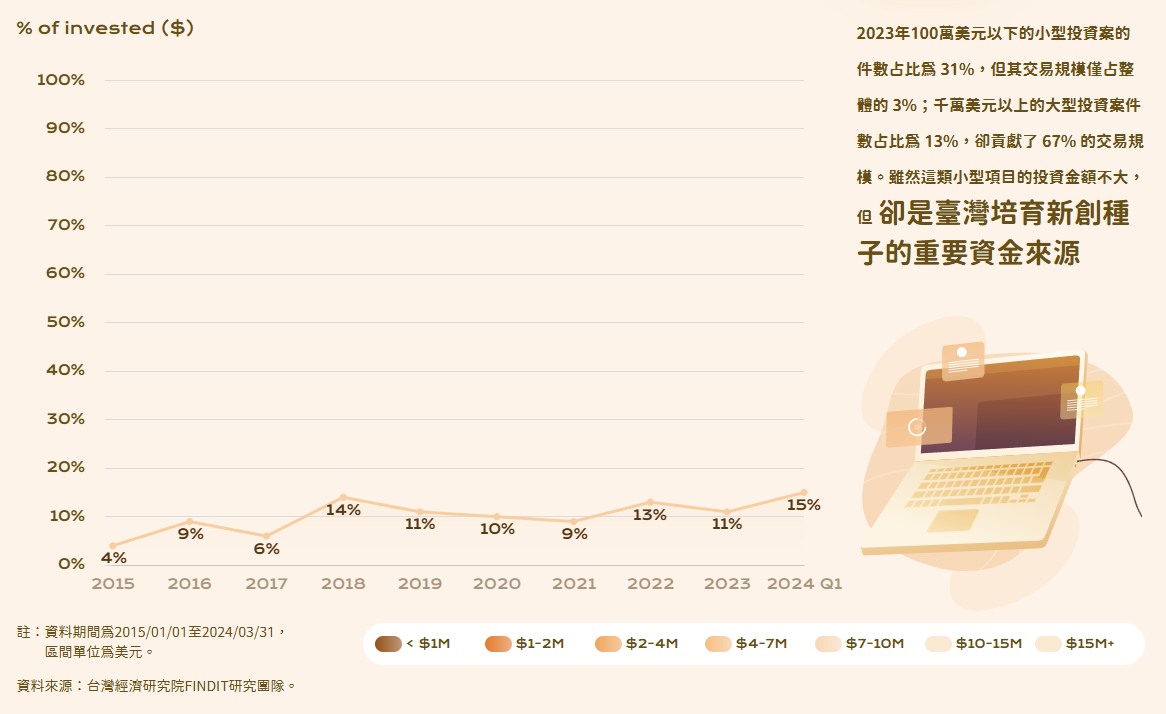 % of invested ($)
100%
90%
80%
70%
60%
50%
40%
30%
20%
10%
0%
4%
9%
6%
14%
11%
10%
9%
13%
11%
15%
2015
2016
2017
2018
2019
2020
2021
2022
2023
2024 Q1
註：資料期間為2015/01/01至2024/03/31，
區間單位為美元。
資料來源：台灣經濟研究院FINDIT研究團隊。
< $1M
$1-2M
$2-4M
$4-7M
$7-10M
$10-15M
$15M+
2023年100萬美元以下的小型投資案的
件數占比為 31%，但其交易規模僅占整
體的 3%；千萬美元以上的大型投資案件
數占比為 13%，卻貢獻了 67% 的交易規
模。雖然這類小型項目的投資金額不大，
但 卻是臺灣培育新創種
子的重要資金來源